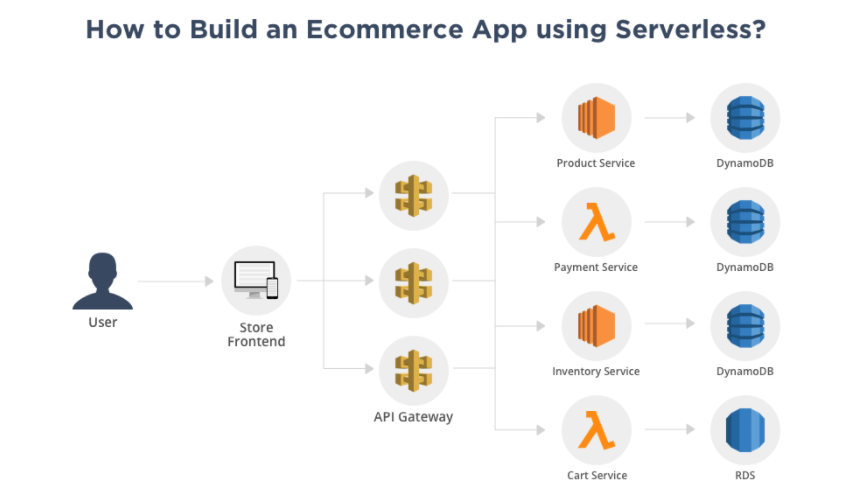 How to Build an Ecommerce App using Serverless?
Product Service
DynamoDB
Payment Service
DynamoDB
User
Store
Frontend
API Gateway
Inventory Service
DynamoDB
Cart Service
RDS